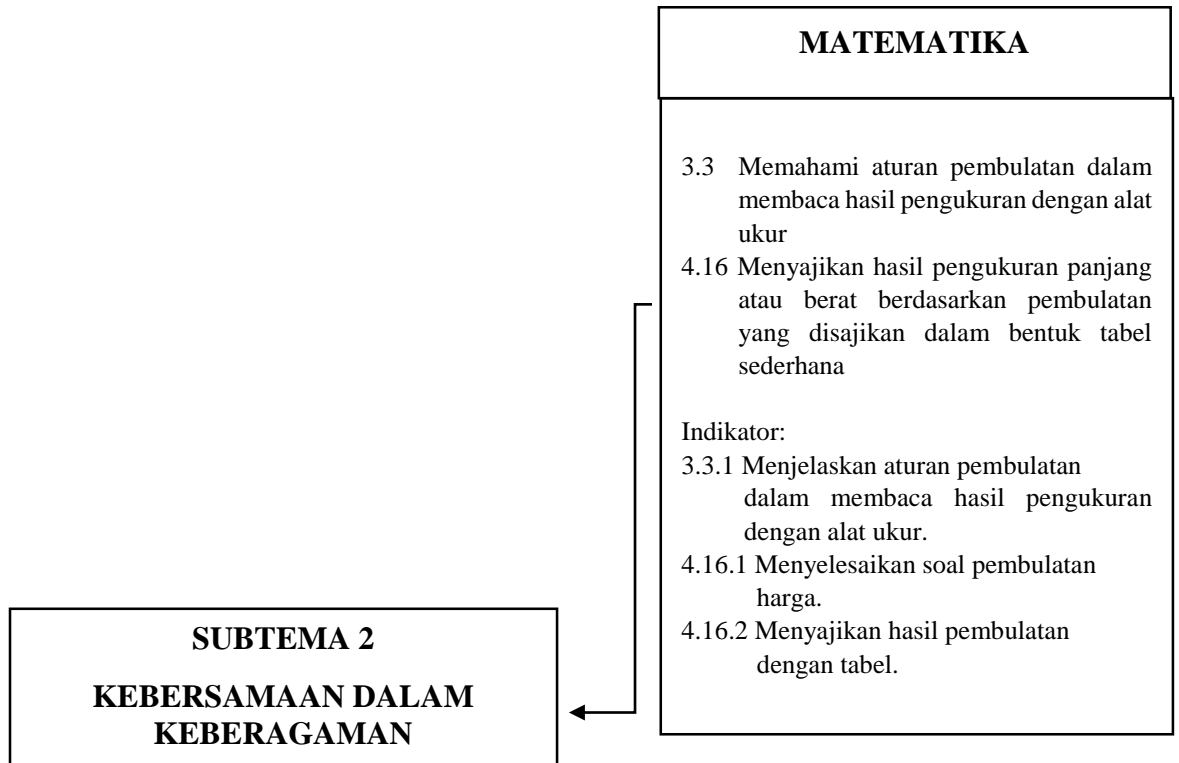 MATEMATIKA
3.3 Memahami aturan pembulatan dalam
membaca hasil pengukuran dengan alat
ukur
4.16 Menyajikan hasil pengukuran panjang
atau berat berdasarkan pembulatan
yang disajikan dalam bentuk tabel
sederhana
Indikator:
3.3.1 Menjelaskan aturan pembulatan
dalam membaca hasil pengukuran
dengan alat ukur.
4.16.1 Menyelesaikan soal pembulatan
harga.
4.16.2 Menyajikan hasil pembulatan
dengan tabel.
SUBTEMA 2
KEBERSAMAAN DALAM
KEBERAGAMAN